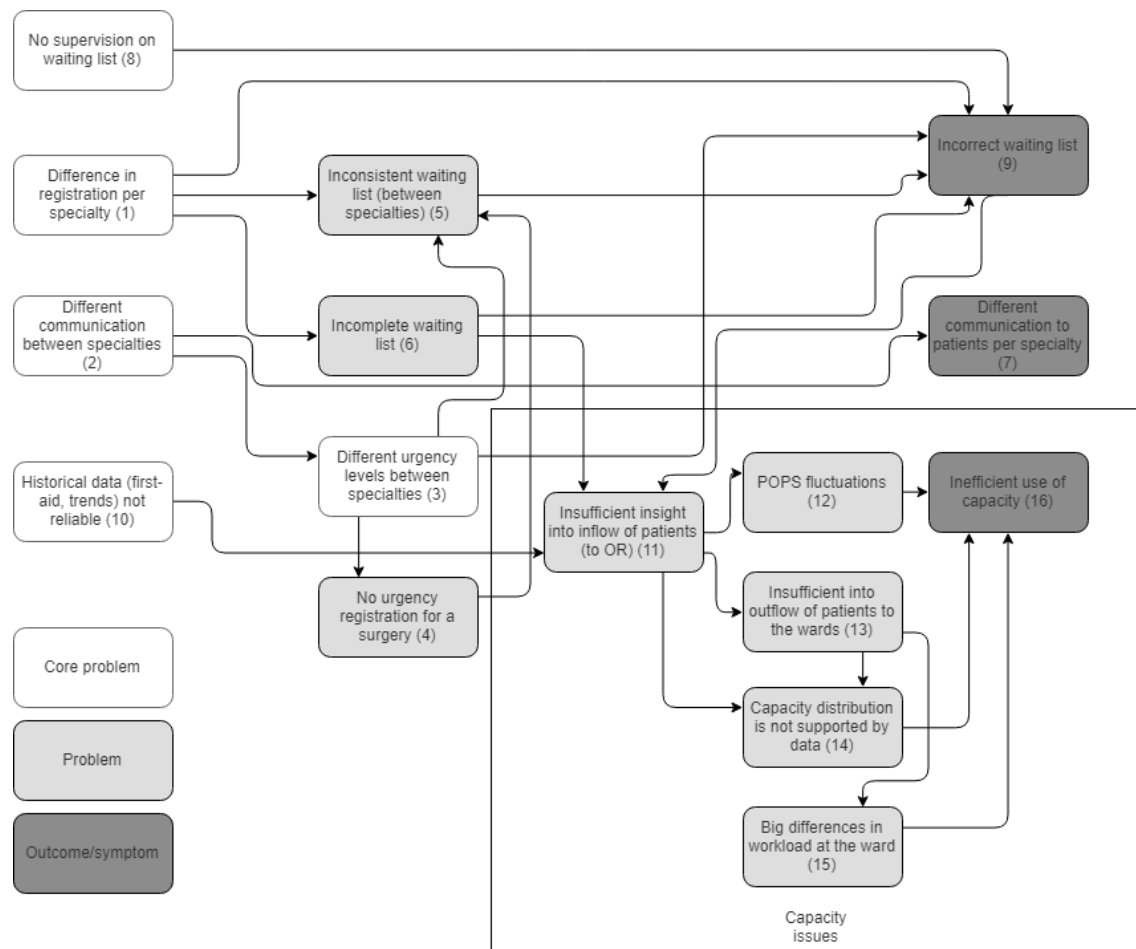 No supervision on
waiting list (8)
Incorrect waiting list
(9)
Difference in
registration per
specialty (1)
Inconsistent waiting
list (between
specialties) (5)
Different
communication
between specialties
(2)
Incomplete waiting
list (6)
Different
communication to
patients per specialty
(7)
Historical data (first-
aid, trends) not
reliable (10)
Different urgency
levels between
specialties (3)
Insufficient insight
into inflow of patients
(to OR) (11)
POPS fluctuations
(12)
Inefficient use of
capacity (16)
No urgency
registration for a
surgery (4)
Insufficient into
outflow of patients to
the wards (13)
Capacity distribution
is not supported by
data (14)
Big differences in
workload at the ward
(15)
Core problem
Problem
Outcome/symptom
Capacity
issues